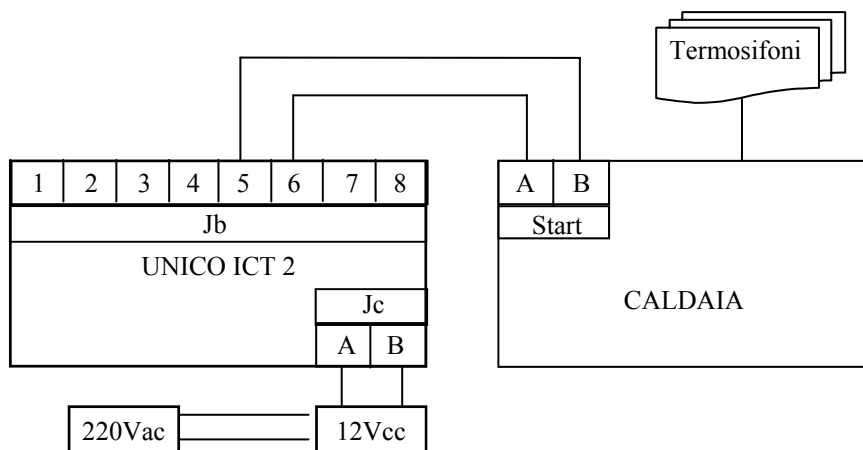 Termosifoni
1 2 3 4 5 6 7 8
A B
Jb
Start
UNICO ICT 2
CALDAIA
Jc
A B
220Vac
12Vcc